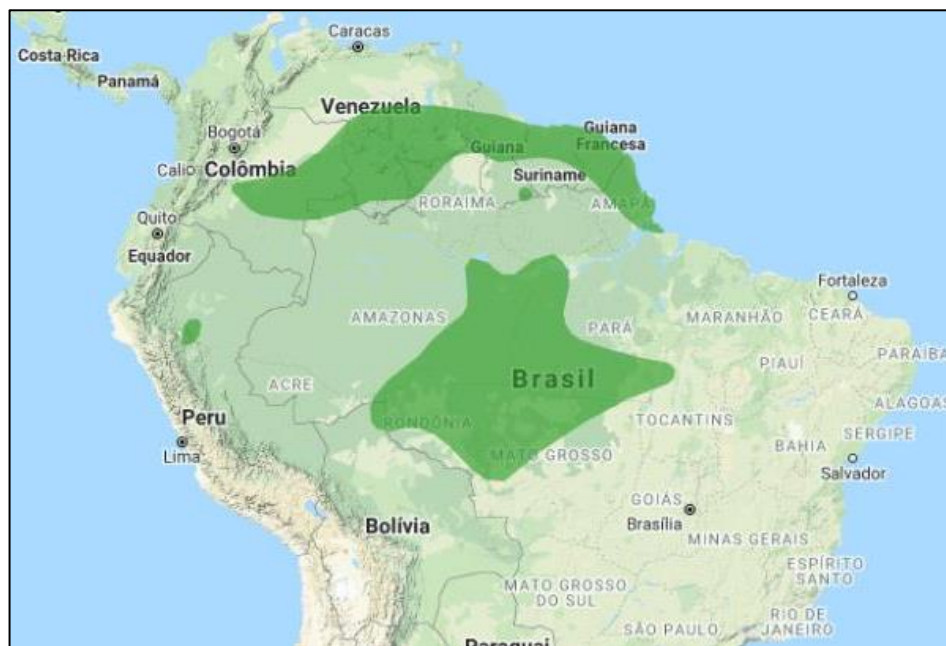 Caracas
Costa Rica
Panamá
Venezuela
Bogotá
Guiana
Francesa
Guiana
Cali
Colômbia
Suriname
RORAIMA
AMAPÁ
Quito
Equador
Fortaleza
AMAZONAS
PARÁ
MARANHÃO
CEARÁ
PARAÍBA
PIAUÍ
ACRE
Brasil
Peru
RONDÔNIA
TOCANTINS
ALAGOAS
SERGIPE
Lima
MATO GROSSO
BAHIA
Salvador
GOIÁS
Bolívia
Brasília
MINAS GERAIS
ESPÍRITO
SANTO
MATO GROSSO
DO SUL
RIO DE
JANEIRO
SÃO PAULO
Paraguai